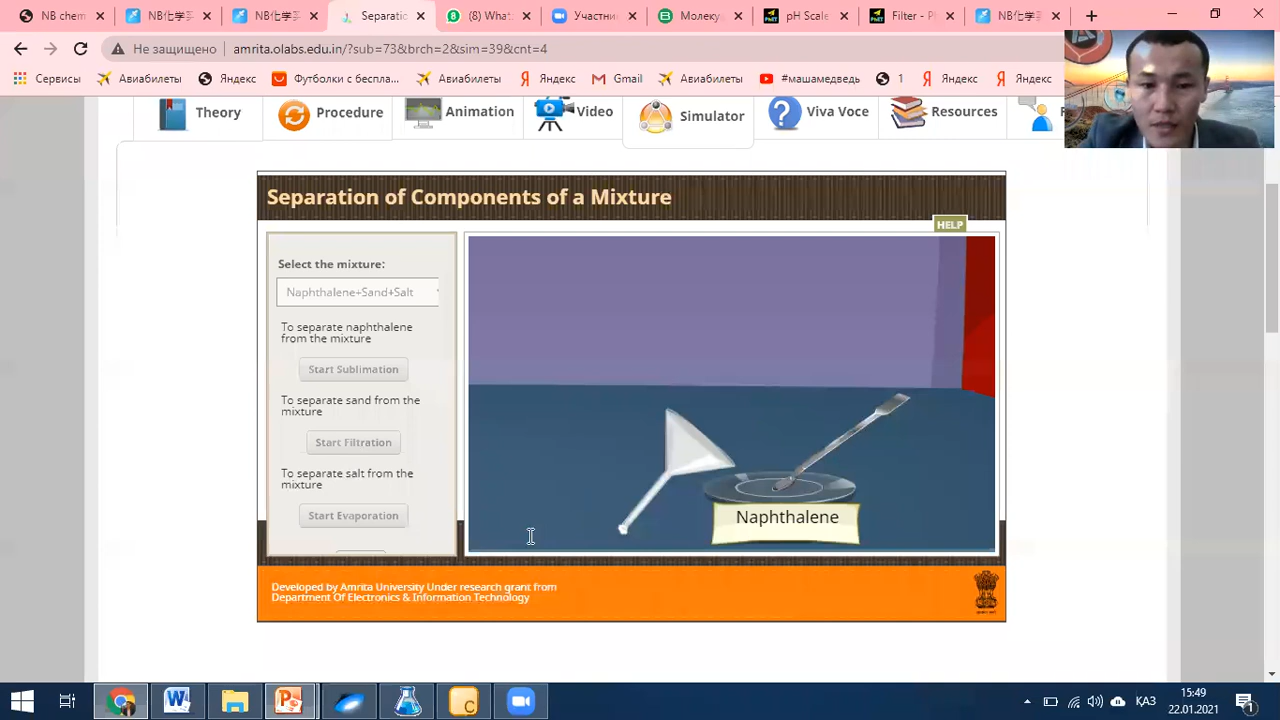 NB chem
NB化学
NB化学
Separatio
(8) What
Участни
Молеку
pH Scale
Filter - Ph
NB化学
Не защищено
amrita.olabs.edu.in/?sub=73&brch=2&sim=39&cnt=4
Сервисы
Авиабилеты
Яндекс
Футболки с беспла...
Авиабилеты
Яндекс
Gmail
Авиабилеты
#машамедведь
1
Яндекс
Яндекс
Theory
Procedure
Animation
Video
Simulator
Viva Voce
Resources
Separation of Components of a Mixture
HELP
Select the mixture:
Naphthalene+Sand+Salt
To separate naphthalene
from the mixture
Start Sublimation
To separate sand from the
mixture
Start Filtration
To separate salt from the
mixture
Start Evaporation
Naphthalene
Developed by Amrita University Under research grant from
Department Of Electronics & Information Technology
ҚАЗ
15:49
22.01.2021
1